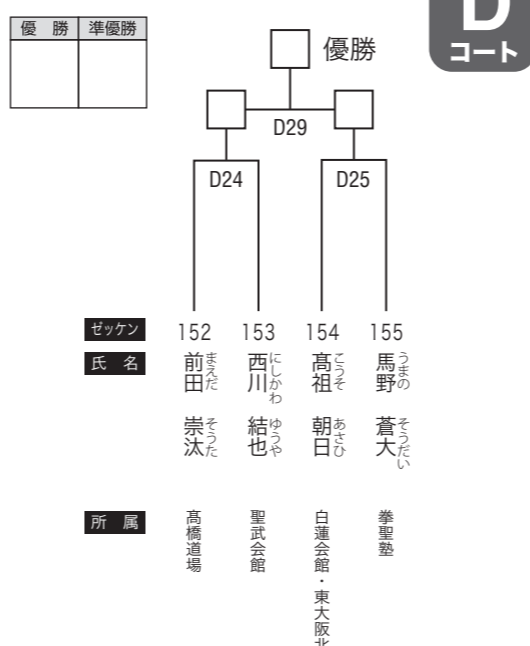 D
コート
優勝 準優勝
優勝
D29
D24 D25
ゼッケン 152 153 154 155
氏名
前田 崇汰 まえだ そうた
西川 結也 にしかわ ゆうや
髙祖 朝日 こうそ あさひ
馬野 蒼大 うまの そうだい
所属
髙橋道場
聖武会館
白蓮会館・東大阪北
拳聖塾